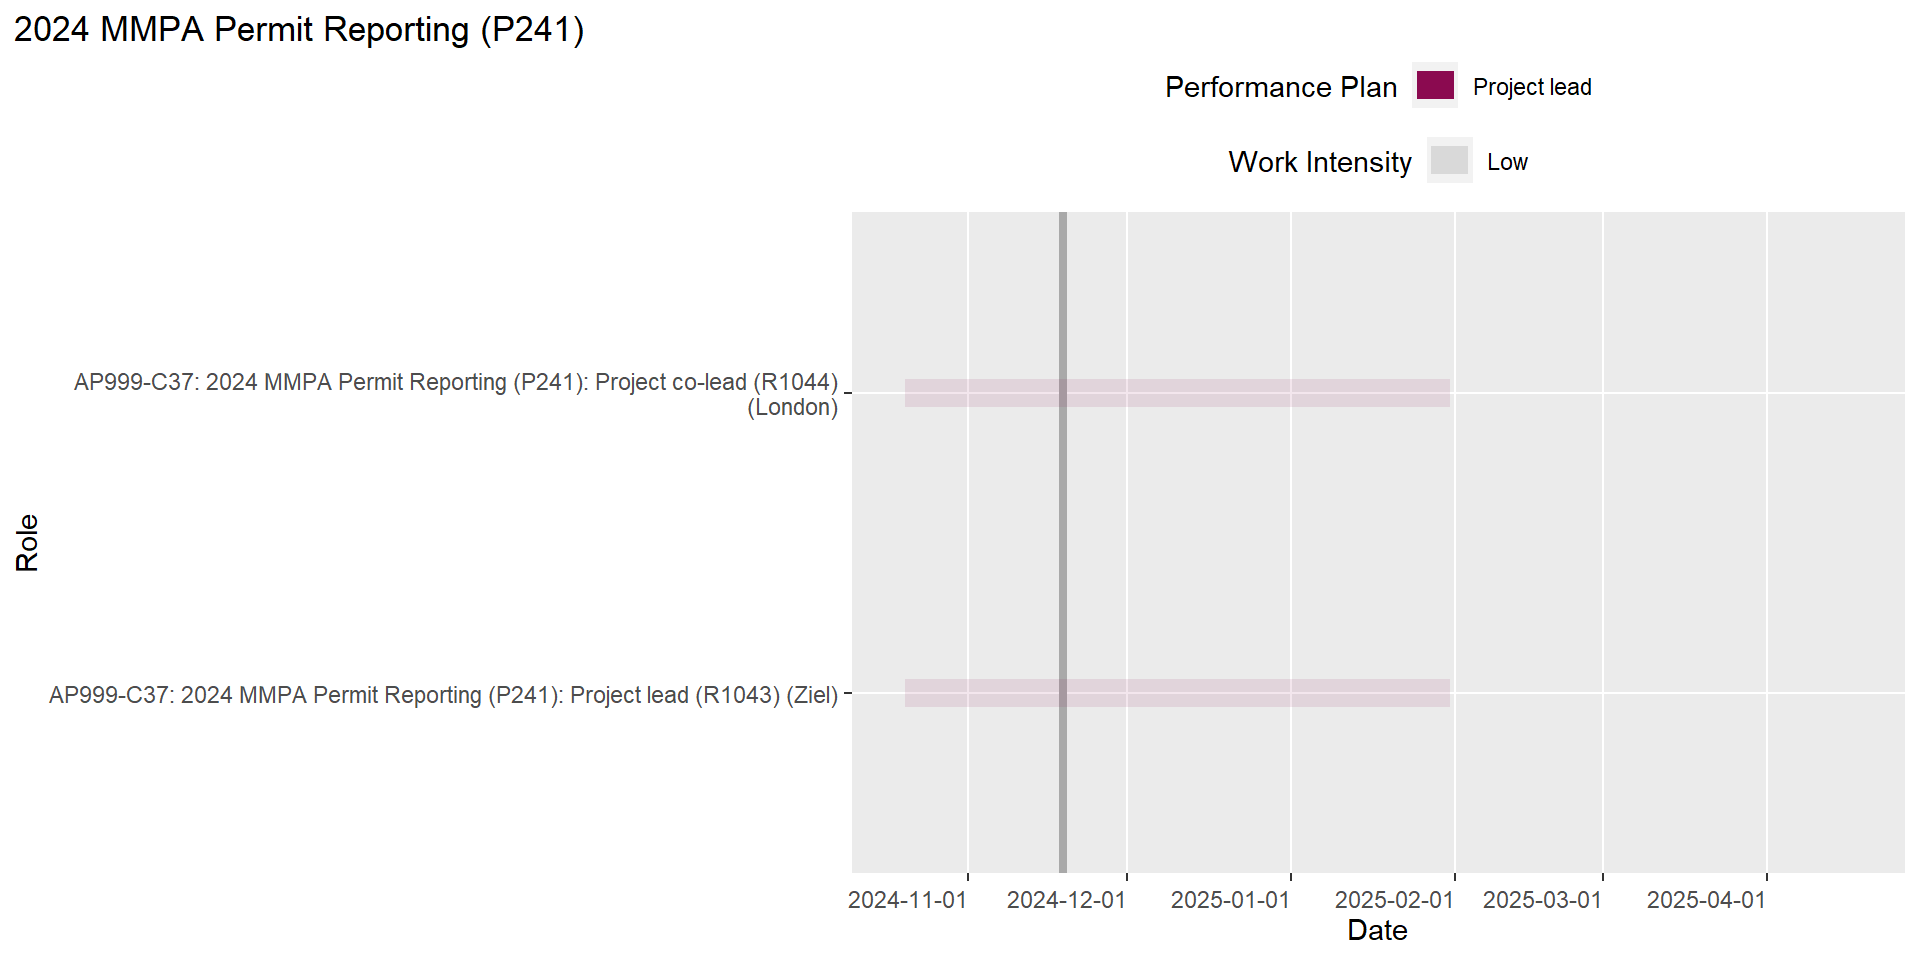 2024 MMPA Permit Reporting (P241)
Performance Plan Project lead
Work Intensity Low
AP999-C37: 2024 MMPA Permit Reporting (P241): Project co-lead (R1044)
(London)
Role
AP999-C37: 2024 MMPA Permit Reporting (P241): Project lead (R1043) (Ziel)
2024-11-01 2024-12-01 2025-01-01 2025-02-01 2025-03-01 2025-04-01
Date